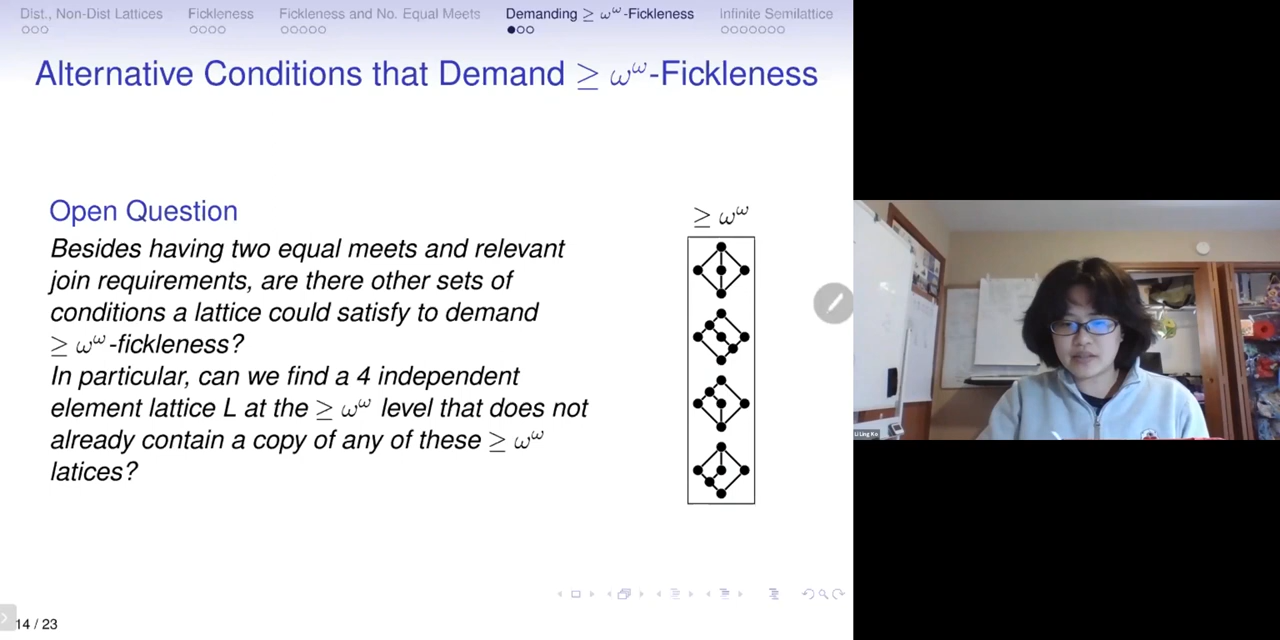 Dist., Non-Dist Lattices Fickleness Fickleness and No. Equal Meets Demanding ≥ ω^ω-Fickleness Infinite Semilattice
Alternative Conditions that Demand ≥ ω^ω-Fickleness
Open Question
Besides having two equal meets and relevant
join requirements, are there other sets of
conditions a lattice could satisfy to demand
≥ ω^ω-fickleness?
In particular, can we find a 4 independent
element lattice L at the ≥ ω^ω level that does not
already contain a copy of any of these ≥ ω^ω
latices?
≥ ω^ω
Li Ling Ko
14 / 23